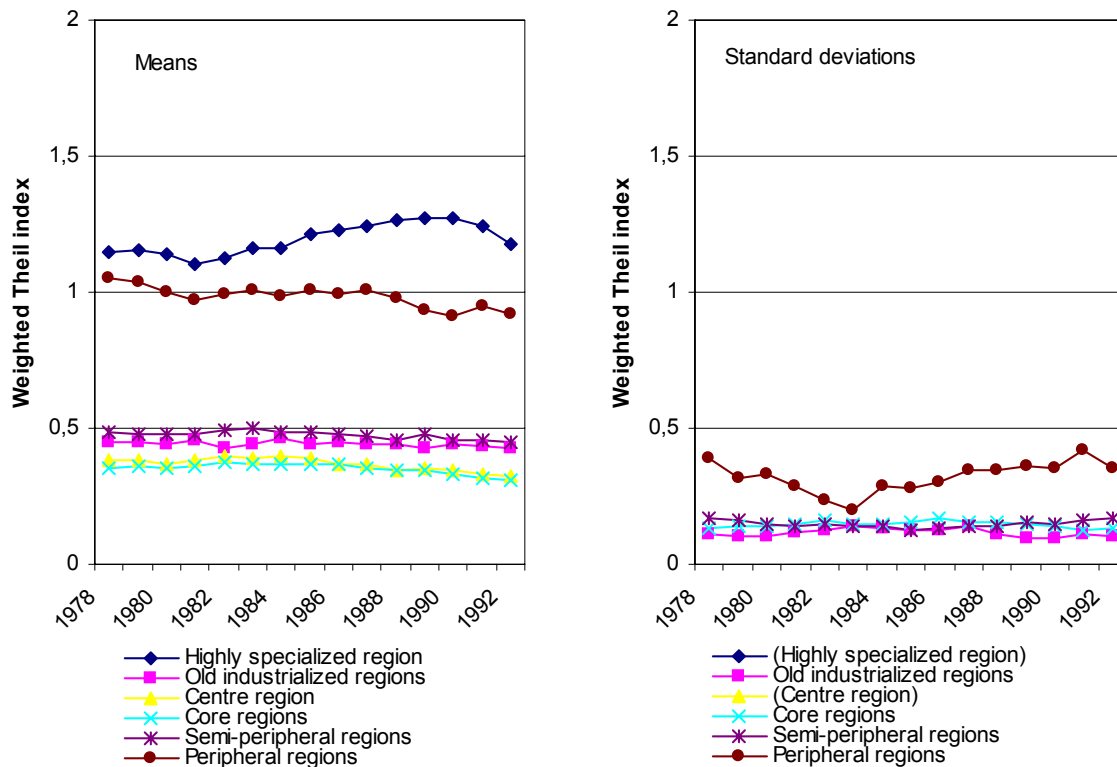 Means
Weighted Theil index
2
1,5
1
0,5
0
1978
1980
1982
1984
1986
1988
1990
1992
Highly specialized region
Old industrialized regions
Centre region
Core regions
Semi-peripheral regions
Peripheral regions
Standard deviations
Weighted Theil index
2
1,5
1
0,5
0
1978
1980
1982
1984
1986
1988
1990
1992
(Highly specialized region)
Old industrialized regions
(Centre region)
Core regions
Semi-peripheral regions
Peripheral regions